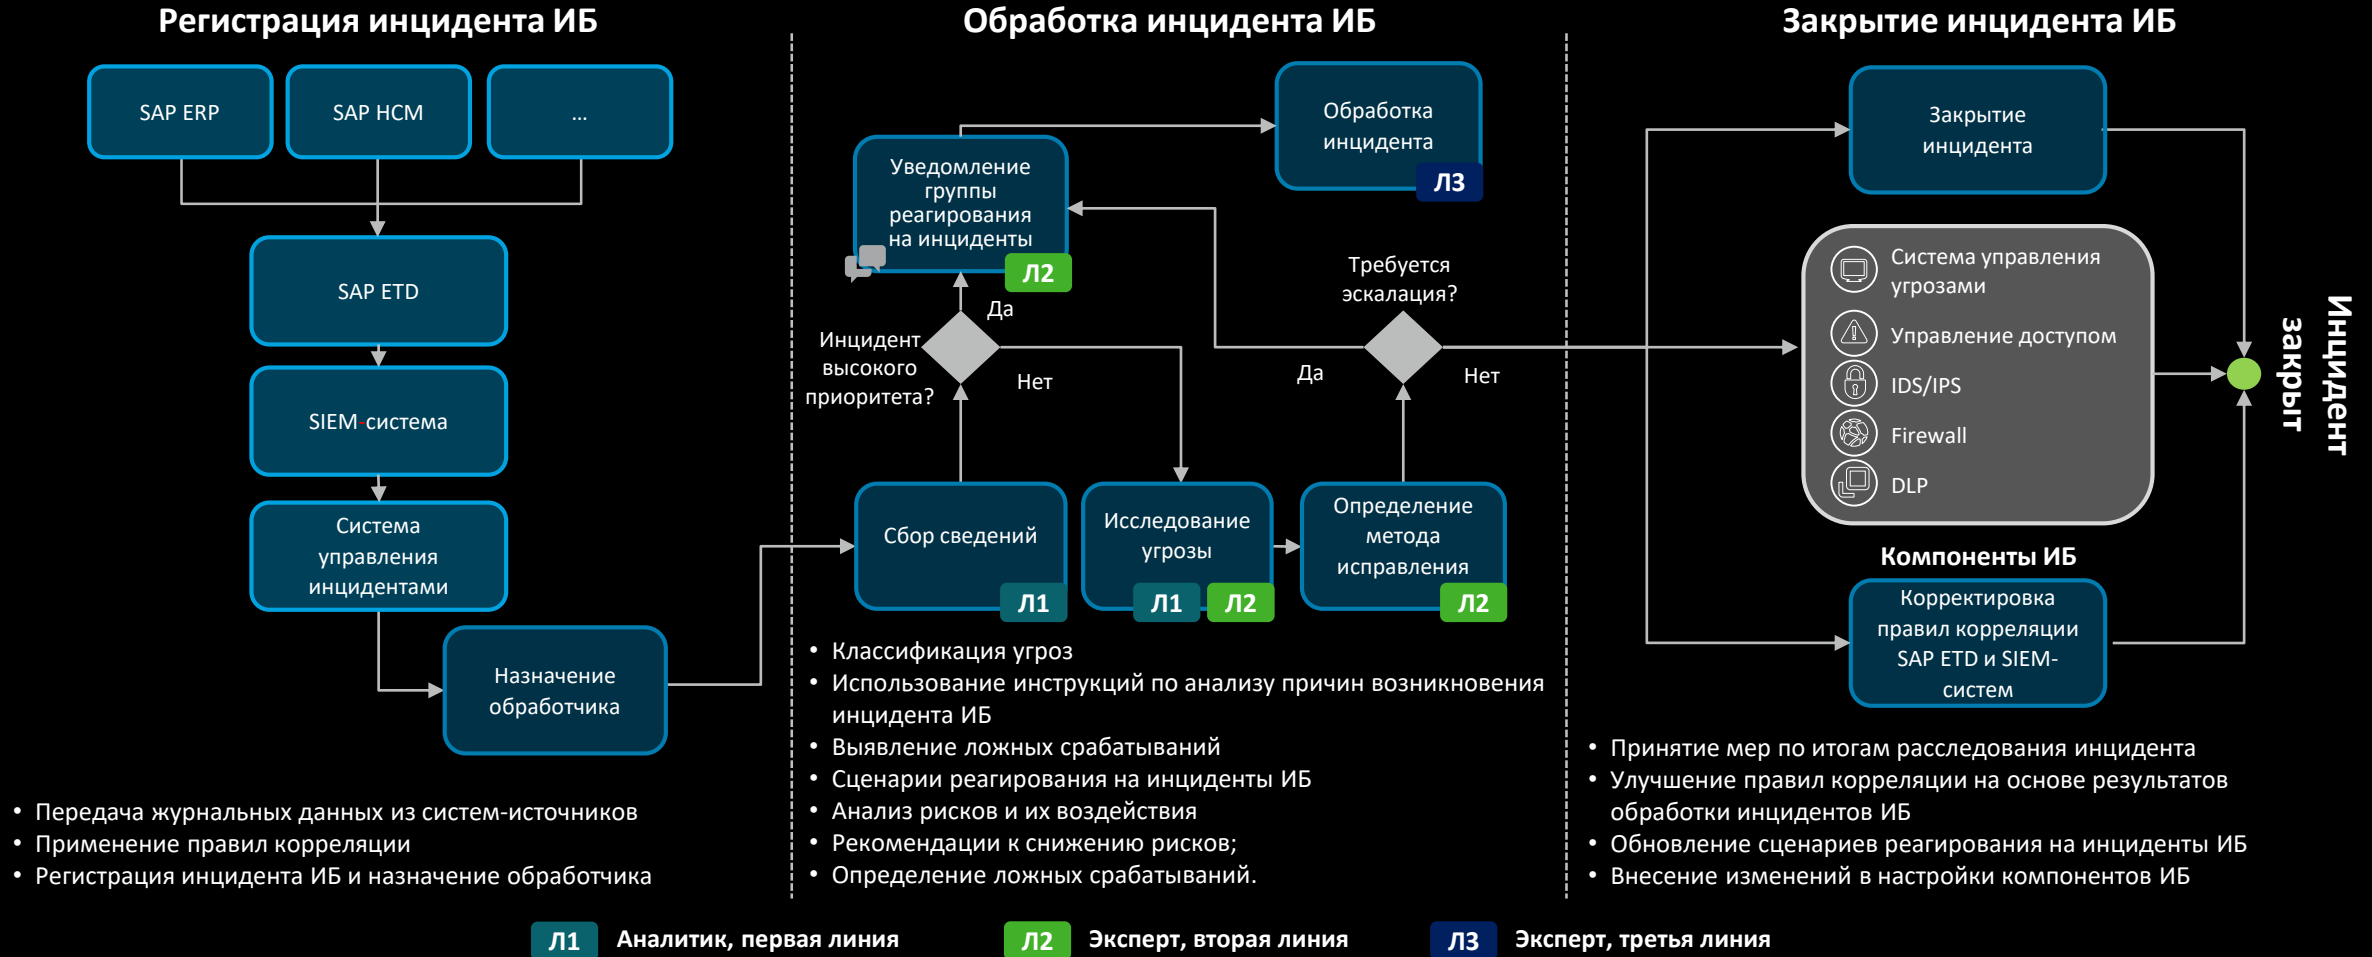 Регистрация инцидента ИБ
SAP ERP
SAP HCM
...
SAP ETD
SIEM-система
Система
управления
инцидентами
Назначение
обработчика
• Передача журнальных данных из систем-источников
• Применение правил корреляции
• Регистрация инцидента ИБ и назначение обработчика
Обработка инцидента ИБ
Обработка
инцидента
Л3
Уведомление
группы
реагирования
на инциденты
Л2
Да
Инцидент
высокого
приоритета?
Нет
Требуется
эскалация?
Да
Нет
Сбор сведений
Л1
Исследование
угрозы
Л1
Л2
Определение
метода
исправления
Л2
• Классификация угроз
• Использование инструкций по анализу причин возникновения
инцидента ИБ
• Выявление ложных срабатываний
• Сценарии реагирования на инциденты ИБ
• Анализ рисков и их воздействия
• Рекомендации к снижению рисков;
• Определение ложных срабатываний.
Закрытие инцидента ИБ
Закрытие
инцидента
Система управления
угрозами
Управление доступом
IDS/IPS
Firewall
DLP
Компоненты ИБ
Корректировка
правил корреляции
SAP ETD и SIEM-
систем
Инцидент
закрыт
• Принятие мер по итогам расследования инцидента
• Улучшение правил корреляции на основе результатов
обработки инцидентов ИБ
• Обновление сценариев реагирования на инциденты ИБ
• Внесение изменений в настройки компонентов ИБ
Л1 Аналитик, первая линия
Л2 Эксперт, вторая линия
Л3 Эксперт, третья линия